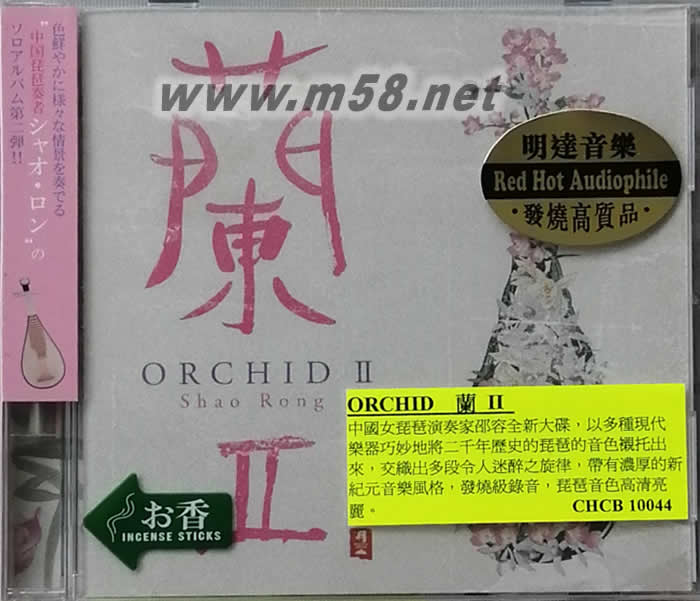 色鮮やかに様々な情景を奏でる
"中国琵琶奏者シャオ・ロン"の
ソロアルバム第二弾!!
蘭
www.m58.net
明達音樂
Red Hot Audiophile
·發燒高質品·
ORCHID II
Shao Rong
II
お香
INCENSE STICKS
ORCHID 蘭 II
中國女琵琶演奏家邵容全新大碟，以多種現代
樂器巧妙地將二千年歷史的琵琶的音色襯托出
來，交織出多段令人迷醉之旋律，帶有濃厚的新
紀元音樂風格，發燒級錄音，琵琶音色高清亮
麗。
CHCB 10044